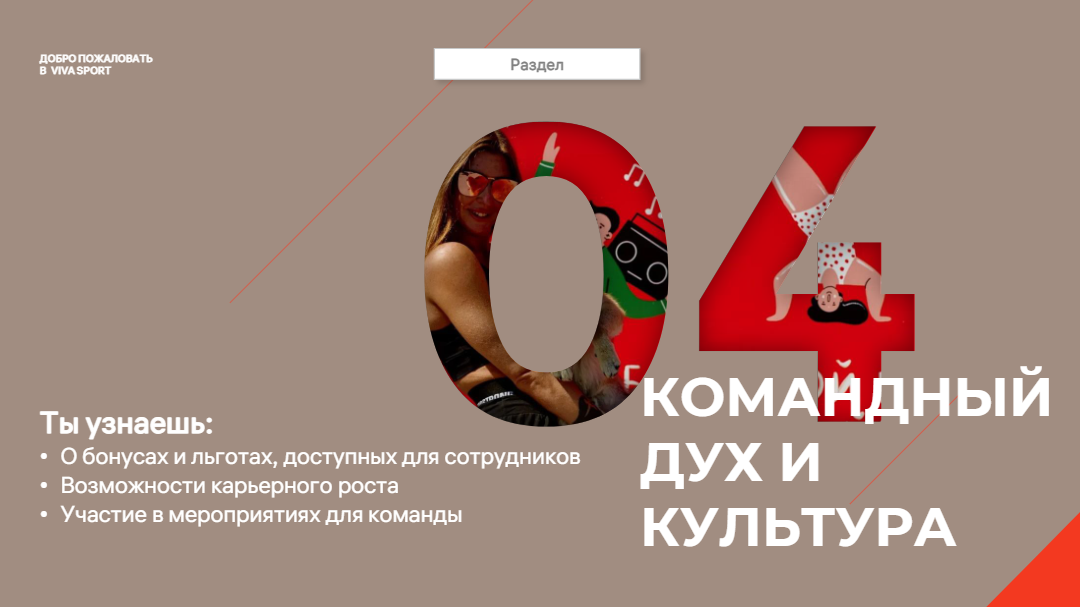 ДОБРО ПОЖАЛОВАТЬ
В VIVA SPORT
Раздел
04
КОМАНДНЫЙ
ДУХ И
КУЛЬТУРА
Ты узнаешь:
• О бонусах и льготах, доступных для сотрудников
• Возможности карьерного роста
• Участие в мероприятиях для команды